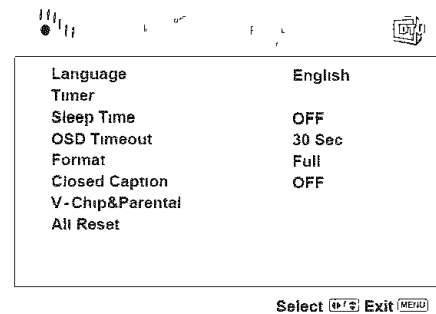 DTV
Language English
Timer
Sleep Time OFF
OSD Timeout 30 Sec
Format Full
Closed Caption OFF
V-Chip&Parental
All Reset
Select Exit MENU